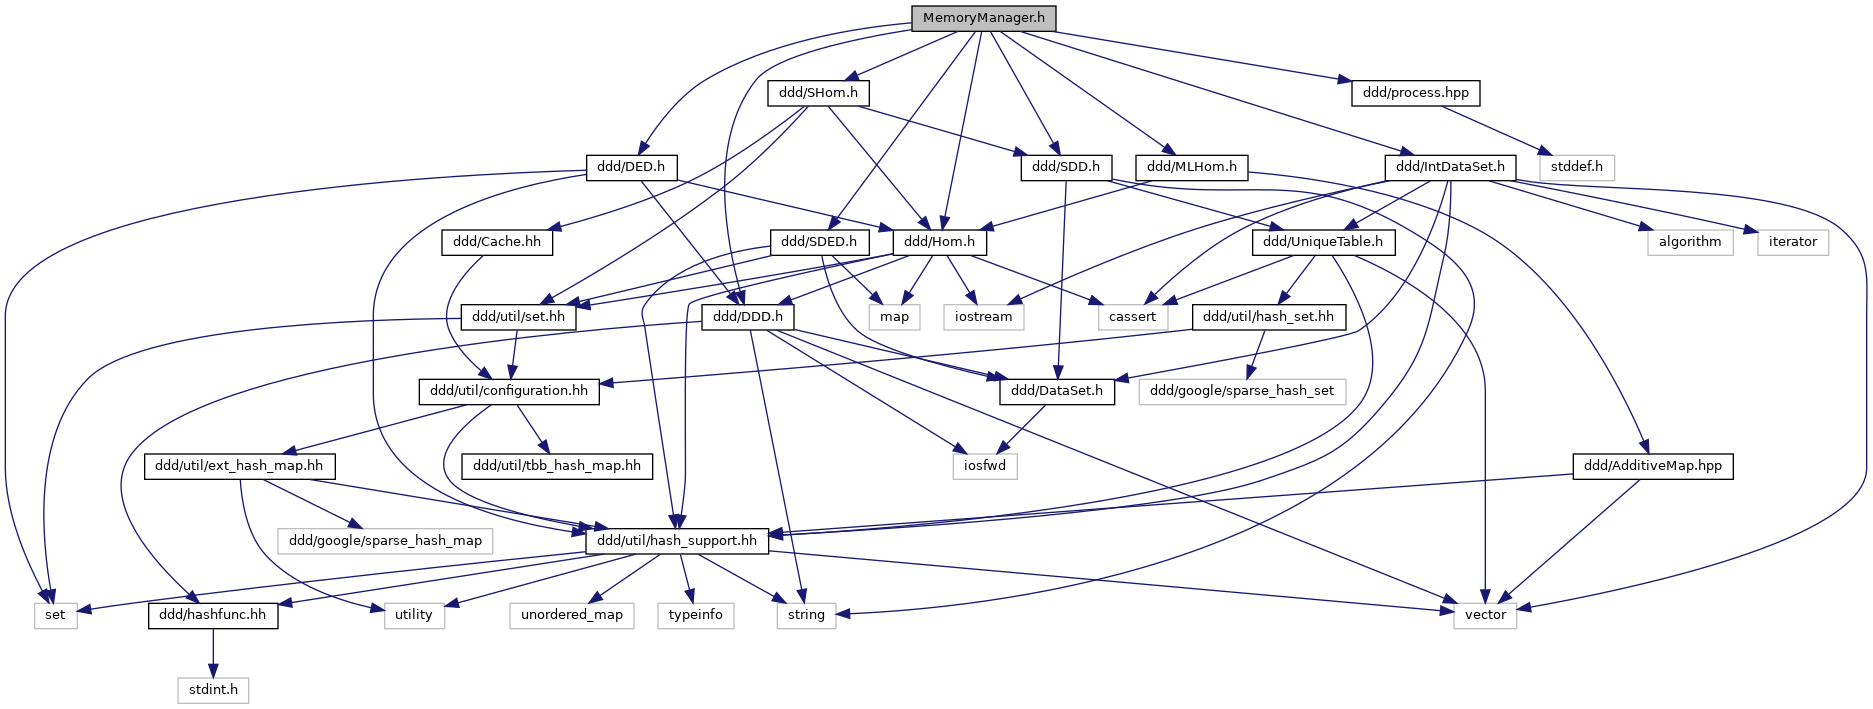 MemoryManager.h
ddd/SHom.h
ddd/process.hpp
ddd/DED.h
ddd/SDD.h
ddd/MLHom.h
ddd/IntDataSet.h
stddef.h
ddd/Cache.hh
ddd/SDED.h
ddd/Hom.h
ddd/UniqueTable.h
algorithm
iterator
ddd/util/set.hh
ddd/DDD.h
map
iostream
cassert
ddd/util/hash_set.hh
ddd/util/configuration.hh
ddd/DataSet.h
ddd/google/sparse_hash_set
ddd/util/ext_hash_map.hh
ddd/util/tbb_hash_map.hh
iosfwd
ddd/AdditiveMap.hpp
ddd/google/sparse_hash_map
ddd/util/hash_support.hh
set
ddd/hashfunc.hh
utility
unordered_map
typeinfo
string
vector
stdint.h